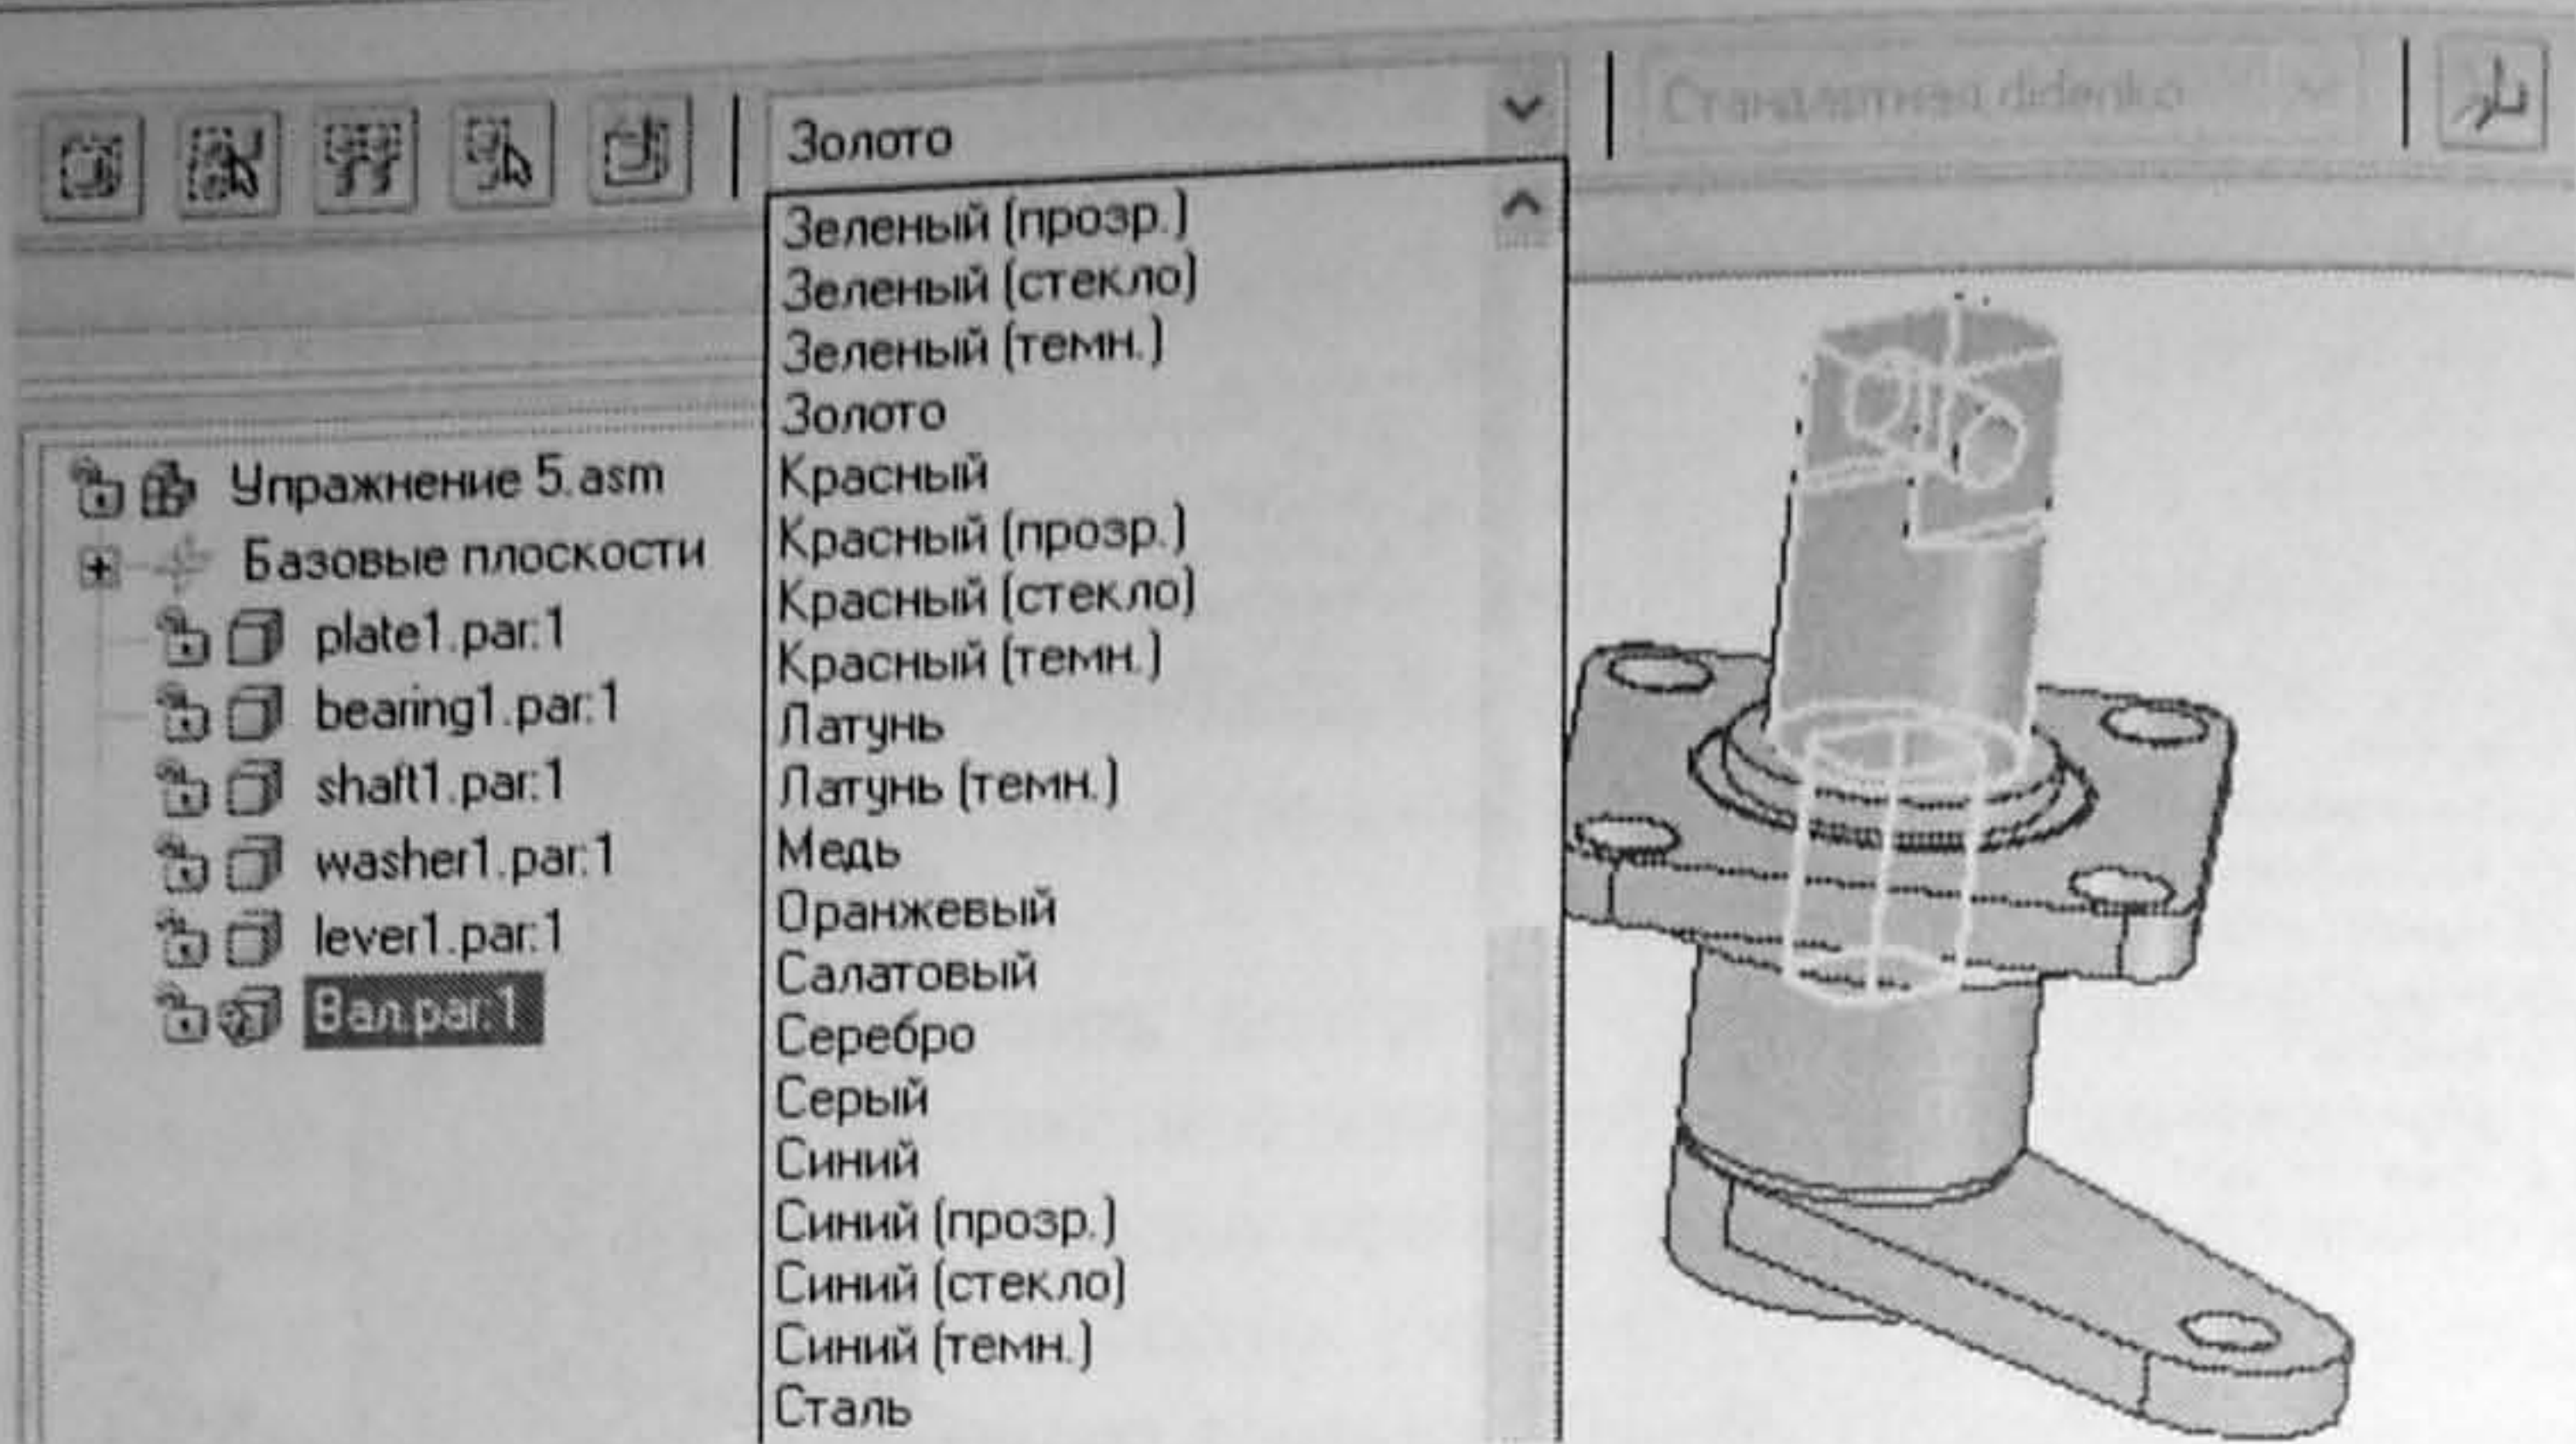 Золото
Стандартная didenko
Зеленый (прозр.)
Зеленый (стекло)
Зеленый (темн.)
Золото
Красный
Красный (прозр.)
Красный (стекло)
Красный (темн.)
Латунь
Латунь (темн.)
Медь
Оранжевый
Салатовый
Серебро
Серый
Синий
Синий (прозр.)
Синий (стекло)
Синий (темн.)
Сталь
Упражнение 5.asm
Базовые плоскости
plate1.par:1
bearing1.par:1
shaft1.par:1
washer1.par:1
lever1.par:1
Вал.par:1